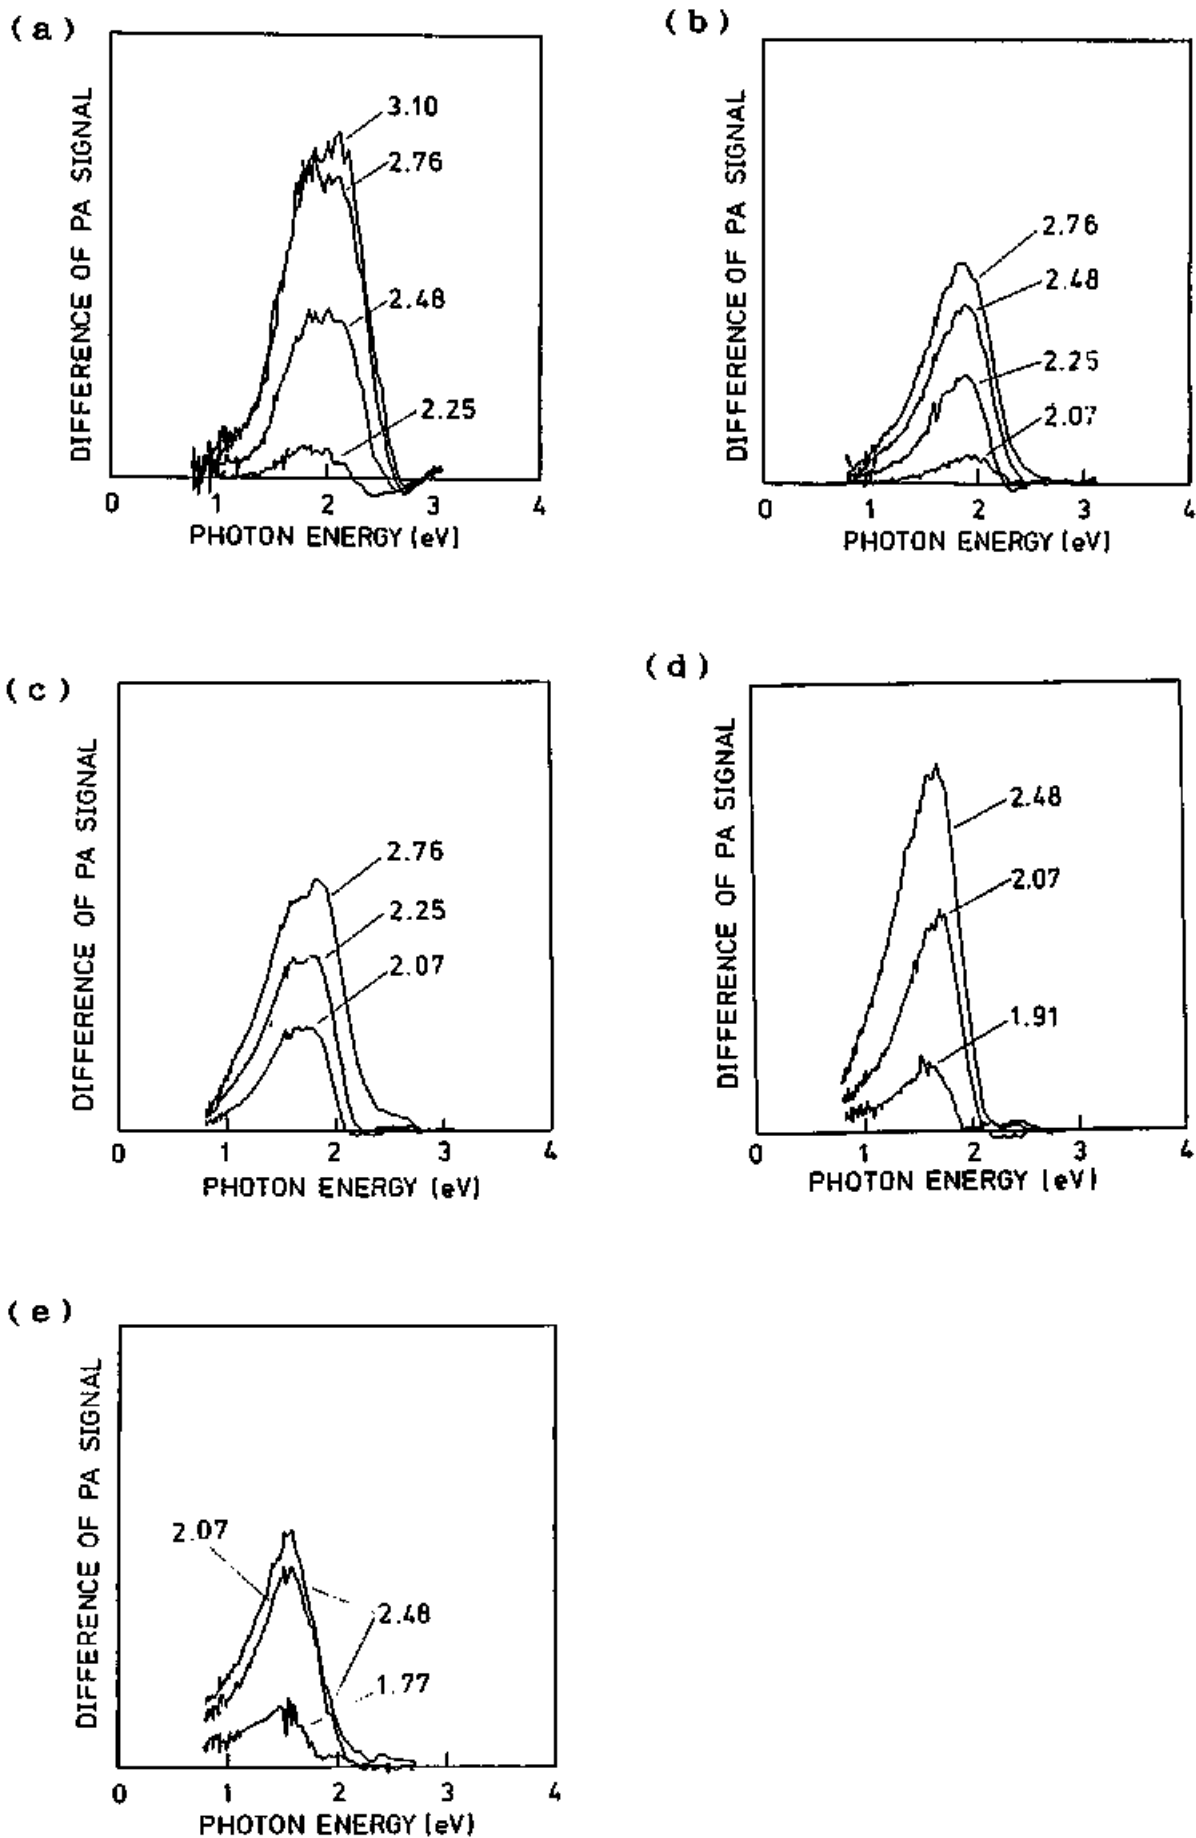 (a)
DIFFERENCE OF PA SIGNAL
3.10
2.76
2.48
2.25
0 1 2 3 4
PHOTON ENERGY (eV)
(b)
DIFFERENCE OF PA SIGNAL
2.76
2.48
2.25
2.07
0 1 2 3 4
PHOTON ENERGY (eV)
(c)
DIFFERENCE OF PA SIGNAL
2.76
2.25
2.07
0 1 2 3 4
PHOTON ENERGY (eV)
(d)
DIFFERENCE OF PA SIGNAL
2.48
2.07
1.91
0 1 2 3 4
PHOTON ENERGY (eV)
(e)
DIFFERENCE OF PA SIGNAL
2.07
2.48
1.77
0 1 2 3 4
PHOTON ENERGY (eV)